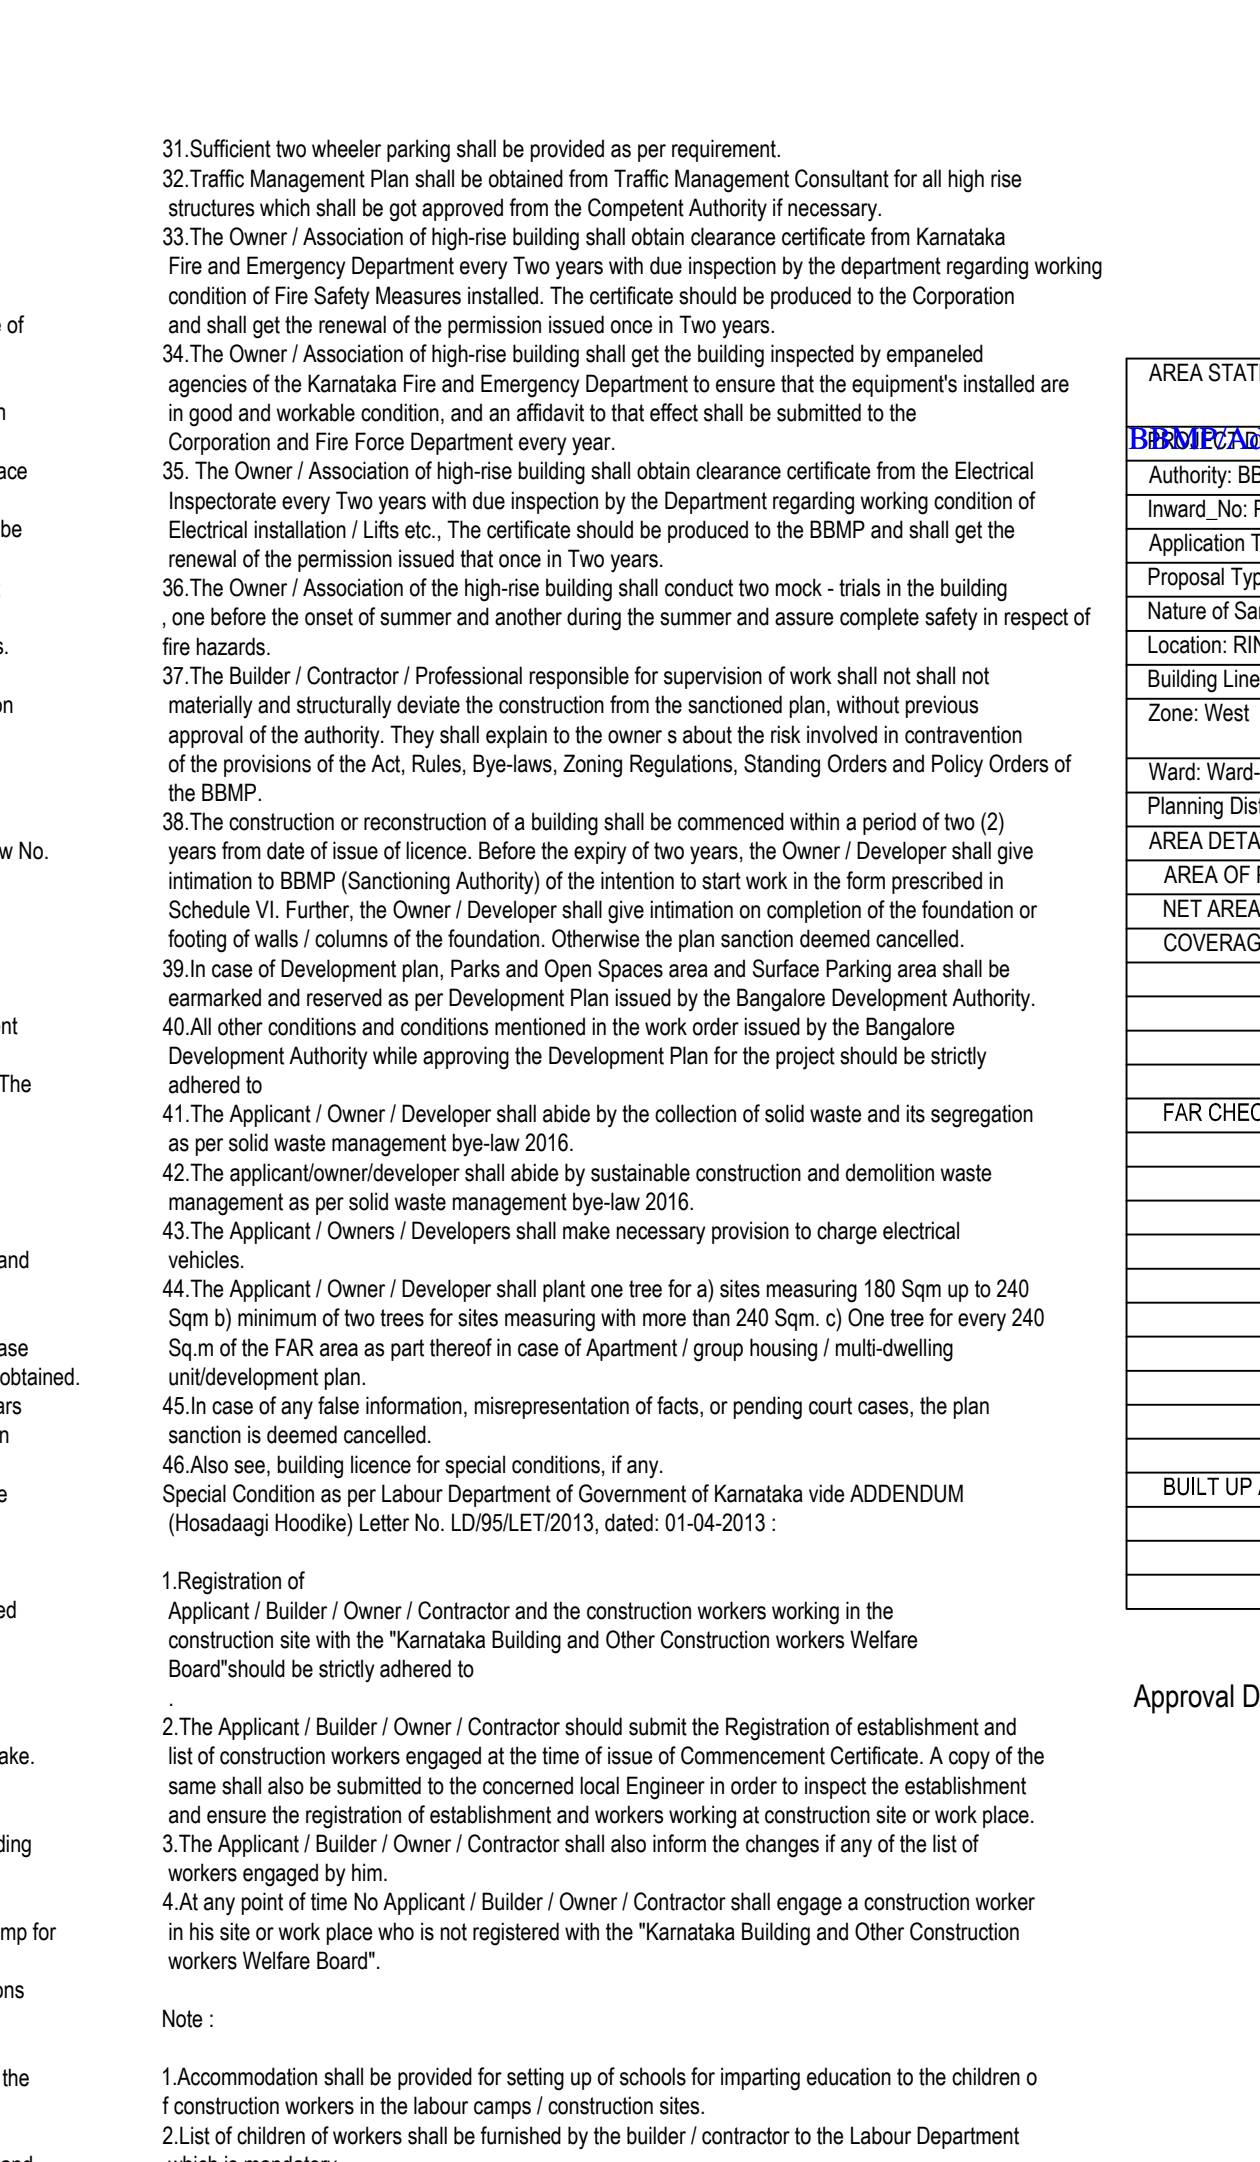 31.Sufficient two wheeler parking shall be provided as per requirement.
32.Traffic Management Plan shall be obtained from Traffic Management Consultant for all high rise
structures which shall be got approved from the Competent Authority if necessary.
33.The Owner / Association of high-rise building shall obtain clearance certificate from Karnataka
Fire and Emergency Department every Two years with due inspection by the department regarding working
condition of Fire Safety Measures installed. The certificate should be produced to the Corporation
and shall get the renewal of the permission issued once in Two years.
34.The Owner / Association of high-rise building shall get the building inspected by empaneled
agencies of the Karnataka Fire and Emergency Department to ensure that the equipment's installed are
in good and workable condition, and an affidavit to that effect shall be submitted to the
Corporation and Fire Force Department every year.
35. The Owner / Association of high-rise building shall obtain clearance certificate from the Electrical
Inspectorate every Two years with due inspection by the Department regarding working condition of
Electrical installation / Lifts etc., The certificate should be produced to the BBMP and shall get the
renewal of the permission issued that once in Two years.
36.The Owner / Association of the high-rise building shall conduct two mock - trials in the building
, one before the onset of summer and another during the summer and assure complete safety in respect of
fire hazards.
37.The Builder / Contractor / Professional responsible for supervision of work shall not shall not
materially and structurally deviate the construction from the sanctioned plan, without previous
approval of the authority. They shall explain to the owner s about the risk involved in contravention
of the provisions of the Act, Rules, Bye-laws, Zoning Regulations, Standing Orders and Policy Orders of
the BBMP.
38.The construction or reconstruction of a building shall be commenced within a period of two (2)
years from date of issue of licence. Before the expiry of two years, the Owner / Developer shall give
intimation to BBMP (Sanctioning Authority) of the intention to start work in the form prescribed in
Schedule VI. Further, the Owner / Developer shall give intimation on completion of the foundation or
footing of walls / columns of the foundation. Otherwise the plan sanction deemed cancelled.
39.In case of Development plan, Parks and Open Spaces area and Surface Parking area shall be
earmarked and reserved as per Development Plan issued by the Bangalore Development Authority.
40.All other conditions and conditions mentioned in the work order issued by the Bangalore
Development Authority while approving the Development Plan for the project should be strictly
adhered to
41.The Applicant / Owner / Developer shall abide by the collection of solid waste and its segregation
as per solid waste management bye-law 2016.
42.The applicant/owner/developer shall abide by sustainable construction and demolition waste
management as per solid waste management bye-law 2016.
43.The Applicant / Owners / Developers shall make necessary provision to charge electrical
vehicles.
44.The Applicant / Owner / Developer shall plant one tree for a) sites measuring 180 Sqm up to 240
Sqm b) minimum of two trees for sites measuring with more than 240 Sqm. c) One tree for every 240
Sq.m of the FAR area as part thereof in case of Apartment / group housing / multi-dwelling
unit/development plan.
45.In case of any false information, misrepresentation of facts, or pending court cases, the plan
sanction is deemed cancelled.
46.Also see, building licence for special conditions, if any.
Special Condition as per Labour Department of Government of Karnataka vide ADDENDUM
(Hosadaagi Hoodike) Letter No. LD/95/LET/2013, dated: 01-04-2013 :
1.Registration of
Applicant / Builder / Owner / Contractor and the construction workers working in the
construction site with the "Karnataka Building and Other Construction workers Welfare
Board"should be strictly adhered to
.
2.The Applicant / Builder / Owner / Contractor should submit the Registration of establishment and
list of construction workers engaged at the time of issue of Commencement Certificate. A copy of the
same shall also be submitted to the concerned local Engineer in order to inspect the establishment
and ensure the registration of establishment and workers working at construction site or work place.
3.The Applicant / Builder / Owner / Contractor shall also inform the changes if any of the list of
workers engaged by him.
4.At any point of time No Applicant / Builder / Owner / Contractor shall engage a construction worker
in his site or work place who is not registered with the "Karnataka Building and Other Construction
workers Welfare Board".
Note :
1.Accommodation shall be provided for setting up of schools for imparting education to the children o
f construction workers in the labour camps / construction sites.
2.List of children of workers shall be furnished by the builder / contractor to the Labour Department
which is mandatory.
of
be
w No.
The
and
obtained.
the
mp for
AREA
BBMP/
PROJECT
Authority:
Inward_No:
Application
Proposal
Nature of
Location:
Building Line
Zone: West
Ward: Ward-
Planning
AREA
AREA OF
NET AREA
FAR
BUILT UP
Approval